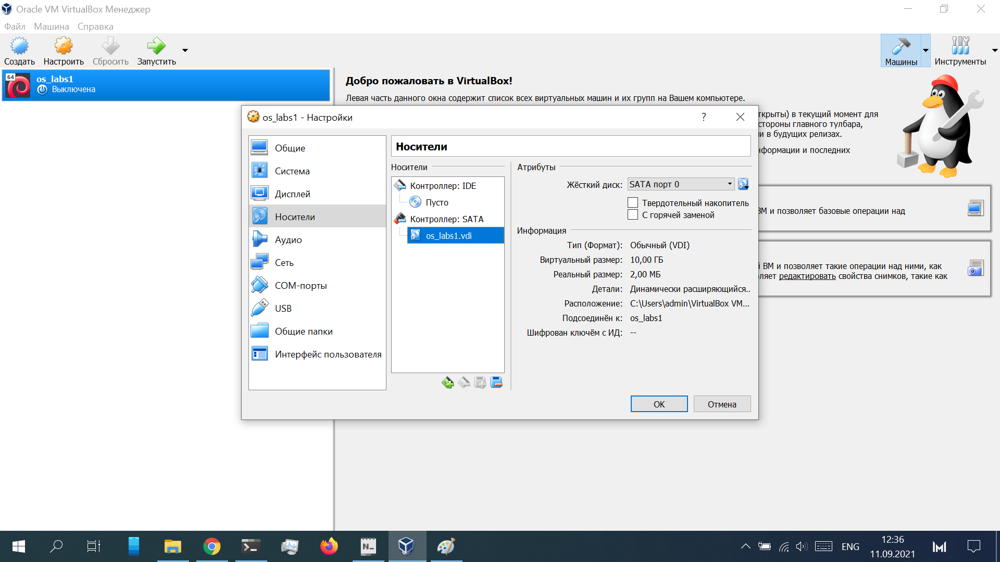 Oracle VM VirtualBox Менеджер
Файл Машина Справка
Создать Настроить Сбросить Запустить
Машины Инструменты
64
os_labs1
Выключена
Добро пожаловать в VirtualBox!
Левая часть данного окна содержит список всех виртуальных машин и их групп на Вашем компьютере.
ткрыты) в текущий момент для
стороны главного тулбара,
и в будущих релизах.
нформации и последних
ВМ и позволяет базовые операции над
й ВМ и позволяет такие операции над ними, как
ляет редактировать свойства снимков, такие как
os_labs1 - Настройки
?
Общие
Система
Дисплей
Носители
Аудио
Сеть
COM-порты
USB
Общие папки
Интерфейс пользователя
Носители
Носители
Контроллер: IDE
Пусто
Контроллер: SATA
os_labs1.vdi
Атрибуты
Жёсткий диск: SATA порт 0
Твердотельный накопитель
С горячей заменой
Информация
Тип (Формат): Обычный (VDI)
Виртуальный размер: 10,00 ГБ
Реальный размер: 2,00 МБ
Детали: Динамически расширяющийся..
Расположение: C:\Users\admin\VirtualBox VM...
Подсоединён к: os_labs1
Шифрован ключём с ИД: --
OK Отмена
N_
ENG
12:36
11.09.2021